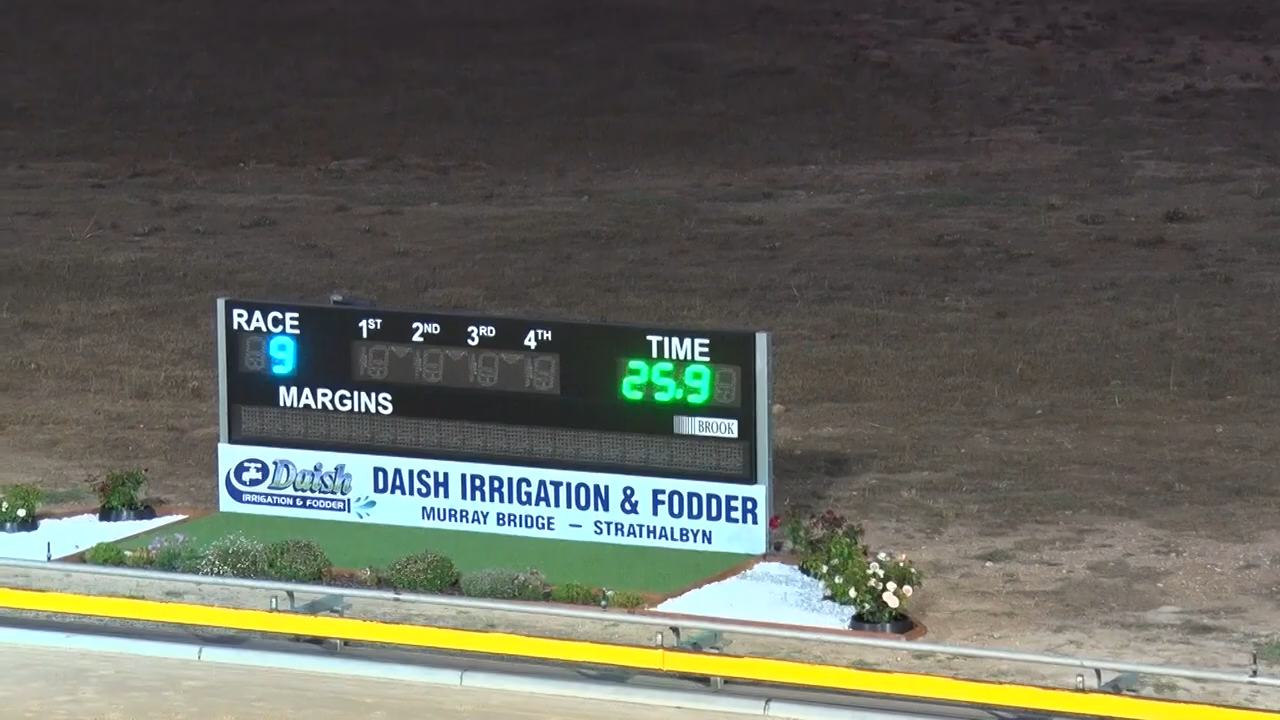 RACE 1ST 2ND 3RD 4TH TIME
9 25.9
MARGINS
BROOK
Daish
IRRIGATION & FODDER
DAISH IRRIGATION & FODDER
MURRAY BRIDGE – STRATHALBYN